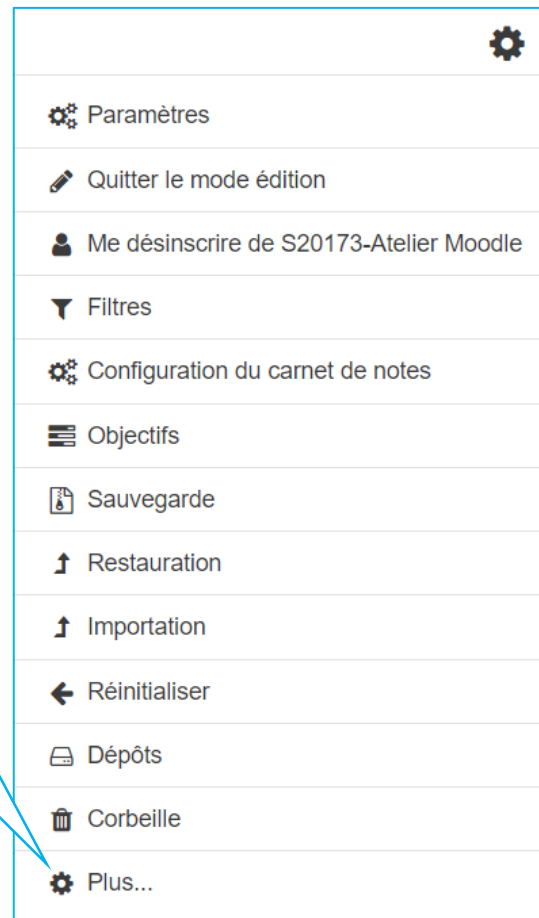 Paramètres
Quitter le mode édition
Me désinscrire de S20173-Atelier Moodle
Filtres
Configuration du carnet de notes
Objectifs
Sauvegarde
Restauration
Importation
Réinitialiser
Dépôts
Corbeille
Plus...